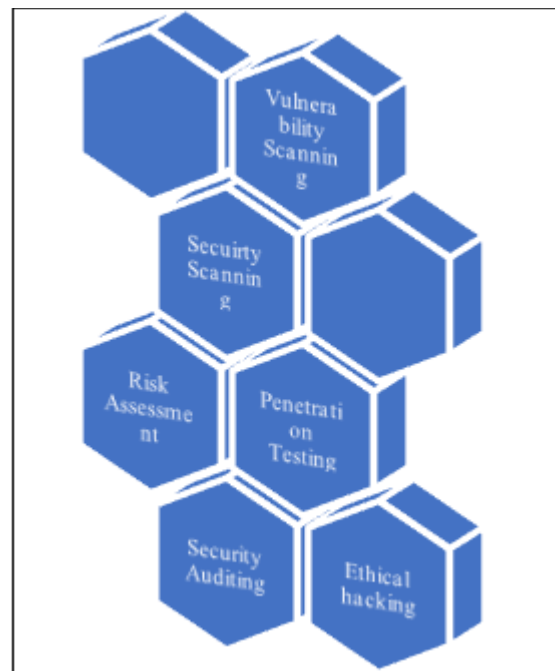 Vulnera
bility
Scannin
g
Secuirty
Scannin
g
Risk
Assessme
nt
Penetrati
on
Testing
Security
Auditing
Ethical
hacking